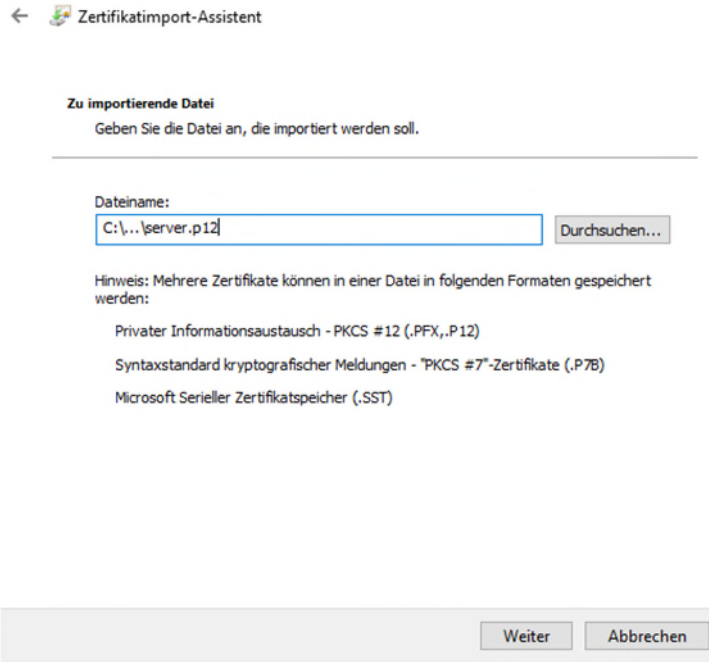 Zertifikatimport-Assistent
Zu importierende Datei
Geben Sie die Datei an, die importiert werden soll.
Dateiname:
C:\...\server.p12
Durchsuchen...
Hinweis: Mehrere Zertifikate können in einer Datei in folgenden Formaten gespeichert
werden:
Privater Informationsaustausch - PKCS #12 (.PFX,.P12)
Syntaxstandard kryptografischer Meldungen - "PKCS #7"-Zertifikate (.P7B)
Microsoft Serieller Zertifikatspeicher (.SST)
Weiter
Abbrechen